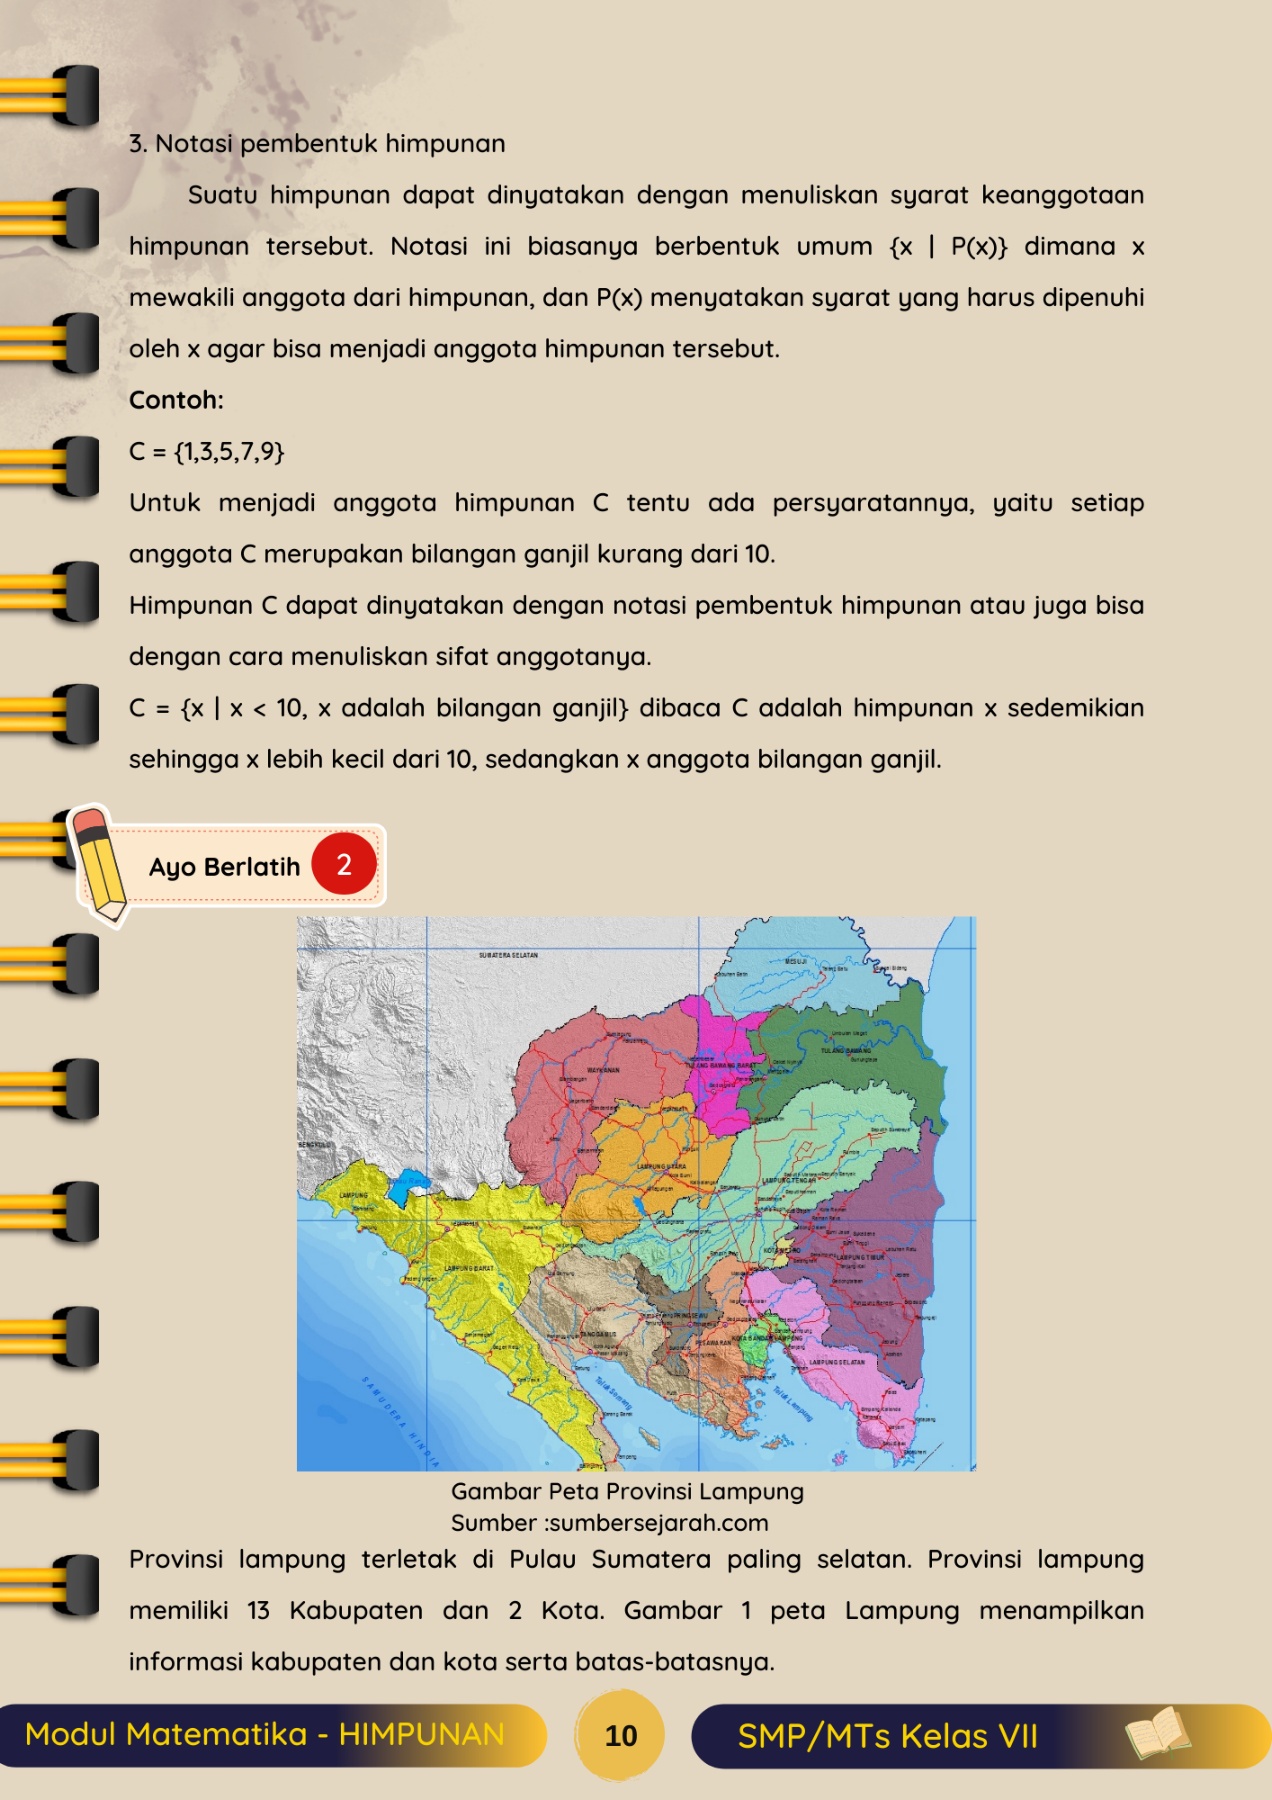 3. Notasi pembentuk himpunan
Suatu himpunan dapat dinyatakan dengan menuliskan syarat keanggotaan
himpunan tersebut. Notasi ini biasanya berbentuk umum {x | P(x)} dimana x
mewakili anggota dari himpunan, dan P(x) menyatakan syarat yang harus dipenuhi
oleh x agar bisa menjadi anggota himpunan tersebut.
Contoh:
C = {1,3,5,7,9}
Untuk menjadi anggota himpunan C tentu ada persyaratannya, yaitu setiap
anggota C merupakan bilangan ganjil kurang dari 10.
Himpunan C dapat dinyatakan dengan notasi pembentuk himpunan atau juga bisa
dengan cara menuliskan sifat anggotanya.
C = {x | x < 10, x adalah bilangan ganjil} dibaca C adalah himpunan x sedemikian
sehingga x lebih kecil dari 10, sedangkan x anggota bilangan ganjil.
Ayo Berlatih 2
SUMATERA SELATAN
MESUJI
TULANG BAWANG
WAYKANAN
TULANG BAWANG BARAT
BENGKULU
LAMPUNG UTARA
LAMPUNG TENGAH
LAMPUNG
KOTA METRO
LAMPUNG TIMUR
LAMPUNG BARAT
PRINGSEWU
TANGGAMUS
PESAWARAN
KOTA BANDAR LAMPUNG
LAMPUNG SELATAN
Teluk Semangka
Teluk Lampung
SAMUDERA HINDIA
Gambar Peta Provinsi Lampung
Sumber :sumbersejarah.com
Provinsi lampung terletak di Pulau Sumatera paling selatan. Provinsi lampung
memiliki 13 Kabupaten dan 2 Kota. Gambar 1 peta Lampung menampilkan
informasi kabupaten dan kota serta batas-batasnya.
Modul Matematika - HIMPUNAN
10
SMP/MTs Kelas VII